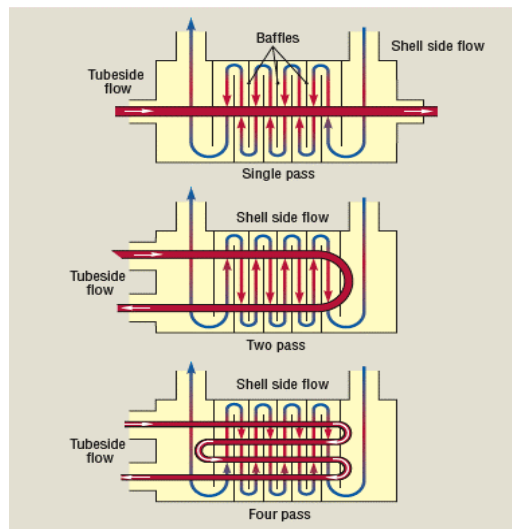 Baffles
Shell side flow
Tubeside
flow
Single pass
Shell side flow
Tubeside
flow
Two pass
Shell side flow
Tubeside
flow
Four pass